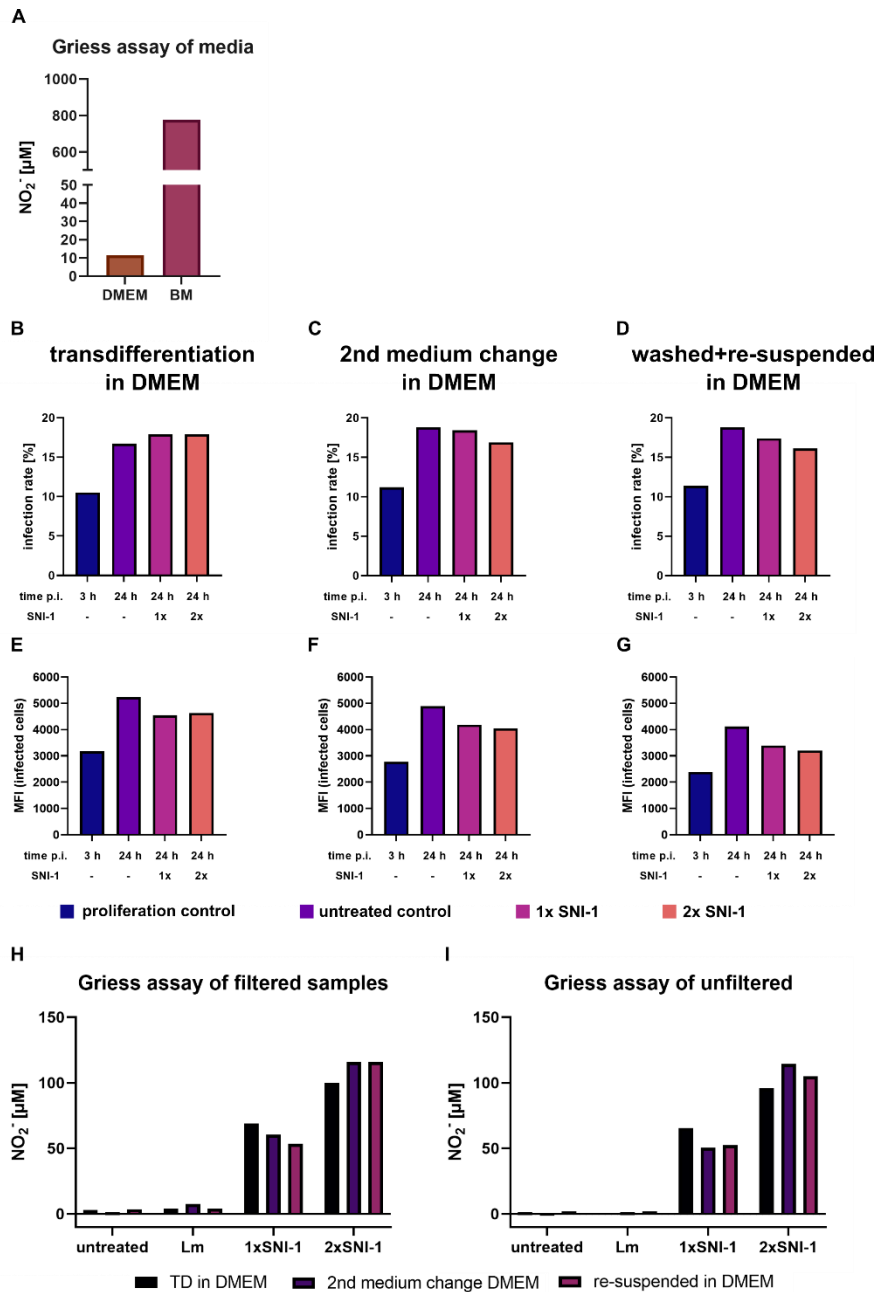 A
Griess assay of media
1000
800
600
50
40
30
20
10
0
NO₂⁻ [µM]
DMEM BM
B C D
transdifferentiation in DMEM
2nd medium change in DMEM
washed+re-suspended in DMEM
20
15
10
5
0
infection rate [%]
time p.i. 3 h 24 h 24 h 24 h
SNI-1 - - 1x 2x
20
15
10
5
0
infection rate [%]
time p.i. 3 h 24 h 24 h 24 h
SNI-1 - - 1x 2x
20
15
10
5
0
infection rate [%]
time p.i. 3 h 24 h 24 h 24 h
SNI-1 - - 1x 2x
E F G
6000
5000
4000
3000
2000
1000
0
MFI (infected cells)
time p.i. 3 h 24 h 24 h 24 h
SNI-1 - - 1x 2x
6000
5000
4000
3000
2000
1000
0
MFI (infected cells)
time p.i. 3 h 24 h 24 h 24 h
SNI-1 - - 1x 2x
6000
5000
4000
3000
2000
1000
0
MFI (infected cells)
time p.i. 3 h 24 h 24 h 24 h
SNI-1 - - 1x 2x
proliferation control untreated control 1x SNI-1 2x SNI-1
H
Griess assay of filtered samples
150
100
50
0
NO₂⁻ [µM]
untreated Lm 1xSNI-1 2xSNI-1
I
Griess assay of unfiltered
150
100
50
0
NO₂⁻ [µM]
untreated Lm 1xSNI-1 2xSNI-1
TD in DMEM 2nd medium change DMEM re-suspended in DMEM